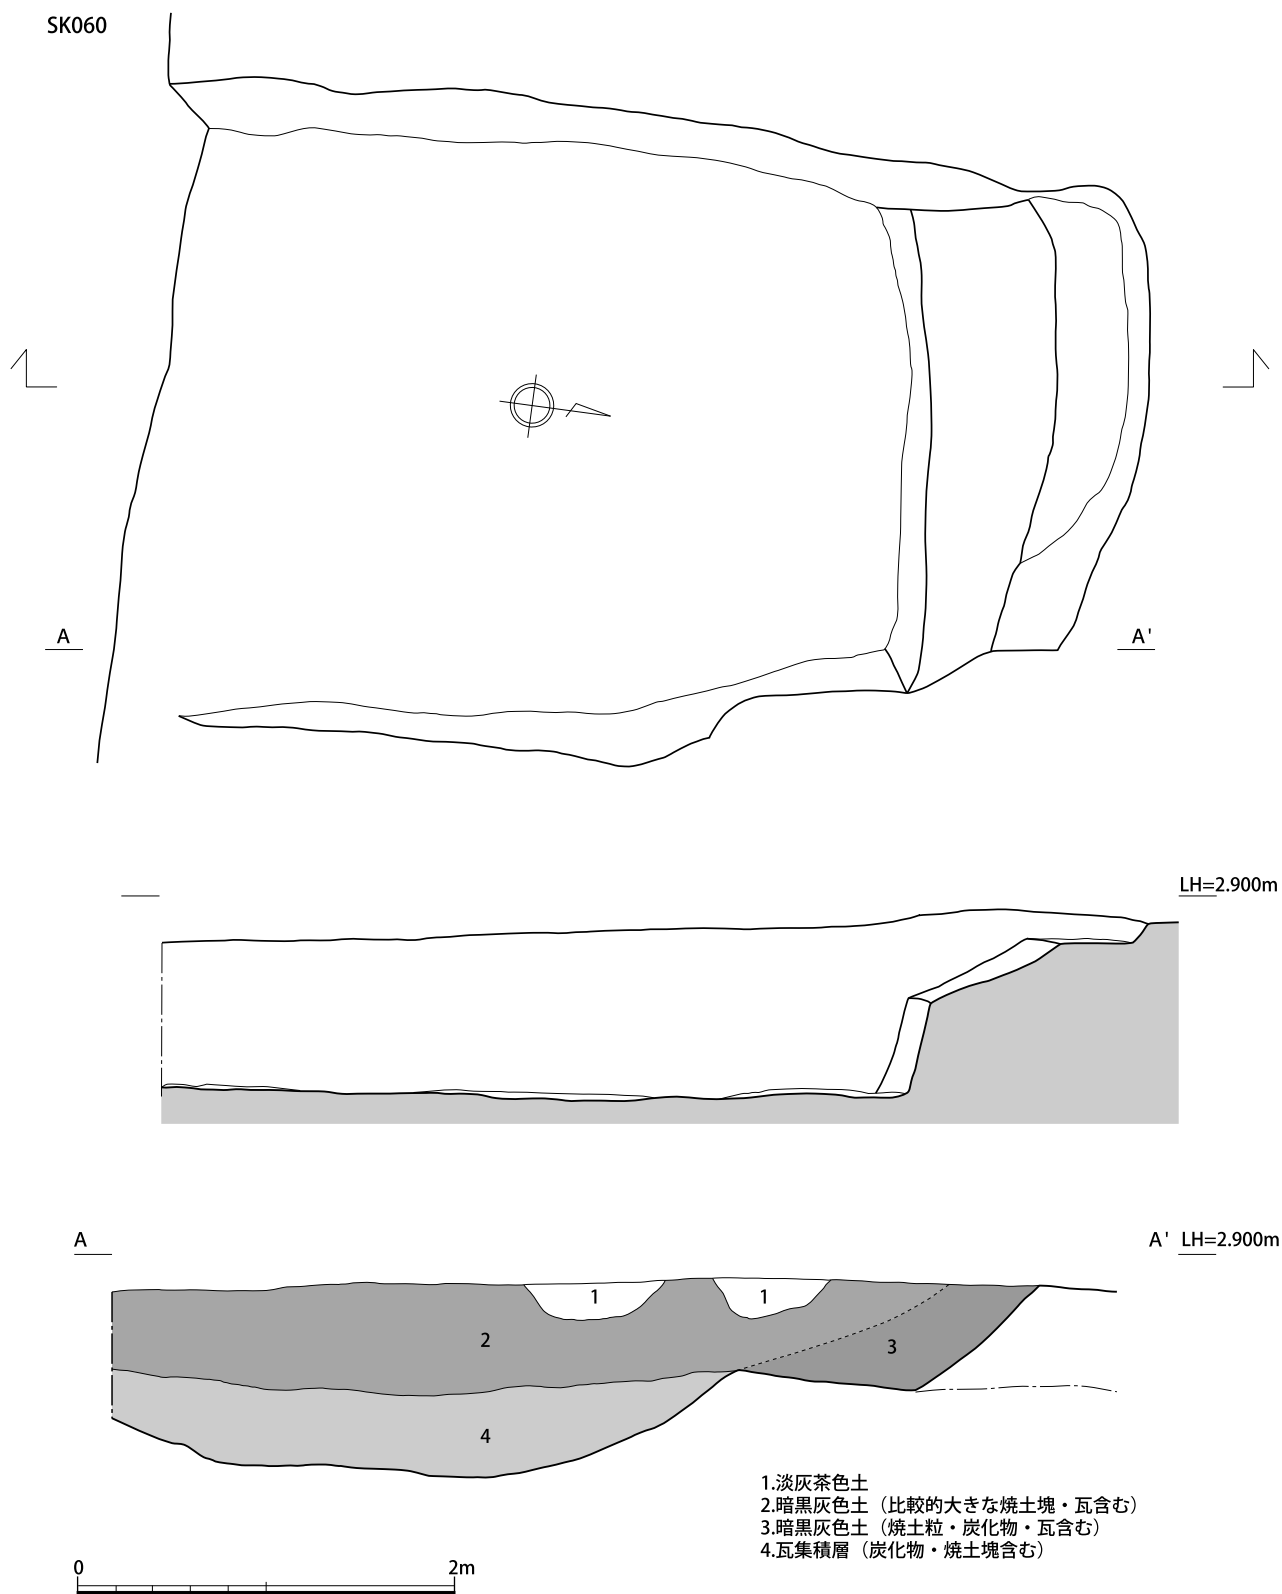 SK060
A
A'
LH=2.900m
A
A' LH=2.900m
1
1
2
3
4
1.淡灰茶色土
2.暗黒灰色土（比較的大きな焼土塊・瓦含む）
3.暗黒灰色土（焼土粒・炭化物・瓦含む）
4.瓦集積層（炭化物・焼土塊含む）
0
2m